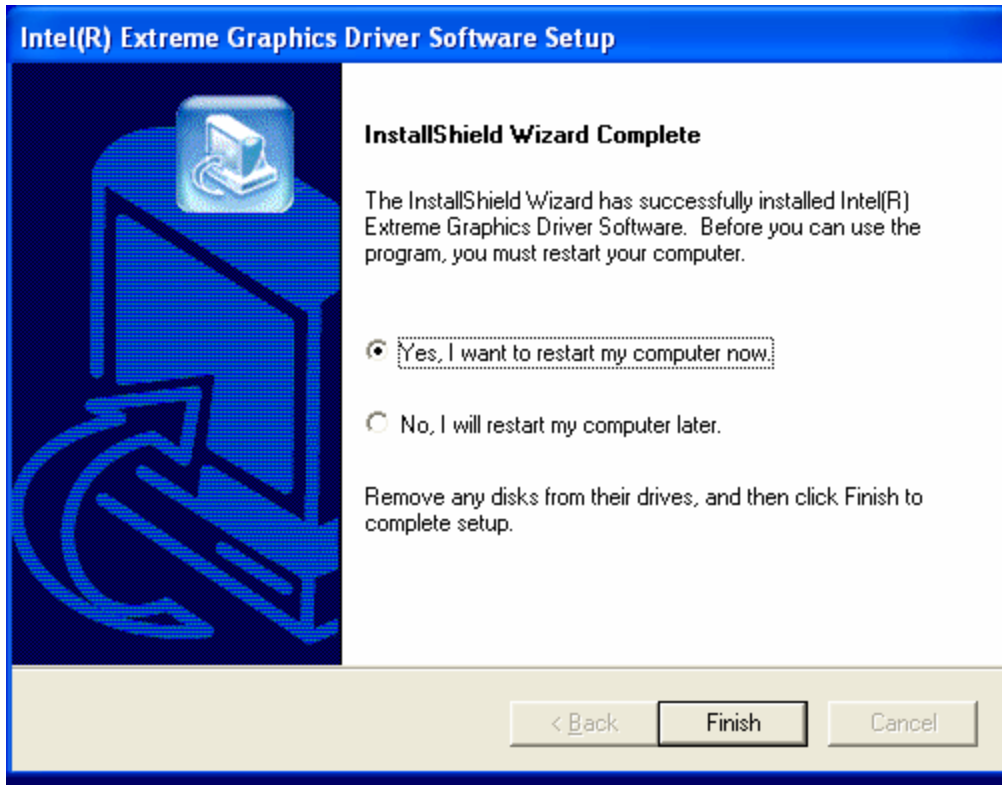 Intel(R) Extreme Graphics Driver Software Setup
InstallShield Wizard Complete
The InstallShield Wizard has successfully installed Intel(R)
Extreme Graphics Driver Software.  Before you can use the
program, you must restart your computer.
Yes, I want to restart my computer now.
No, I will restart my computer later.
Remove any disks from their drives, and then click Finish to
complete setup.
< Back Finish Cancel